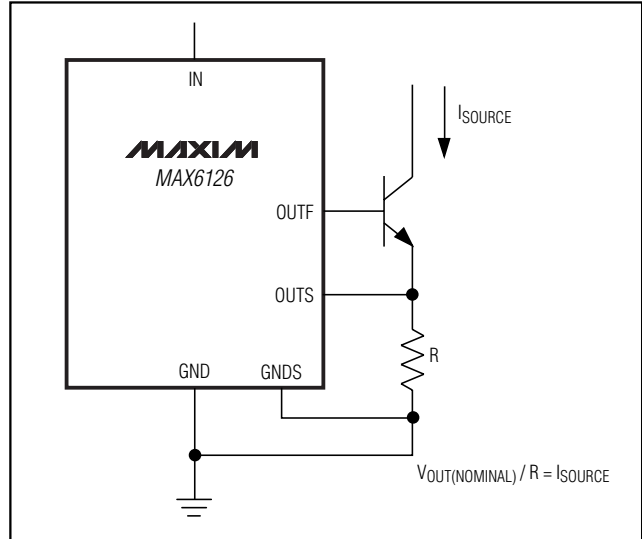 IN
ISOURCE
MAXIM
MAX6126
OUTF
OUTS
R
GND
GNDS
VOUT(NOMINAL) / R = ISOURCE